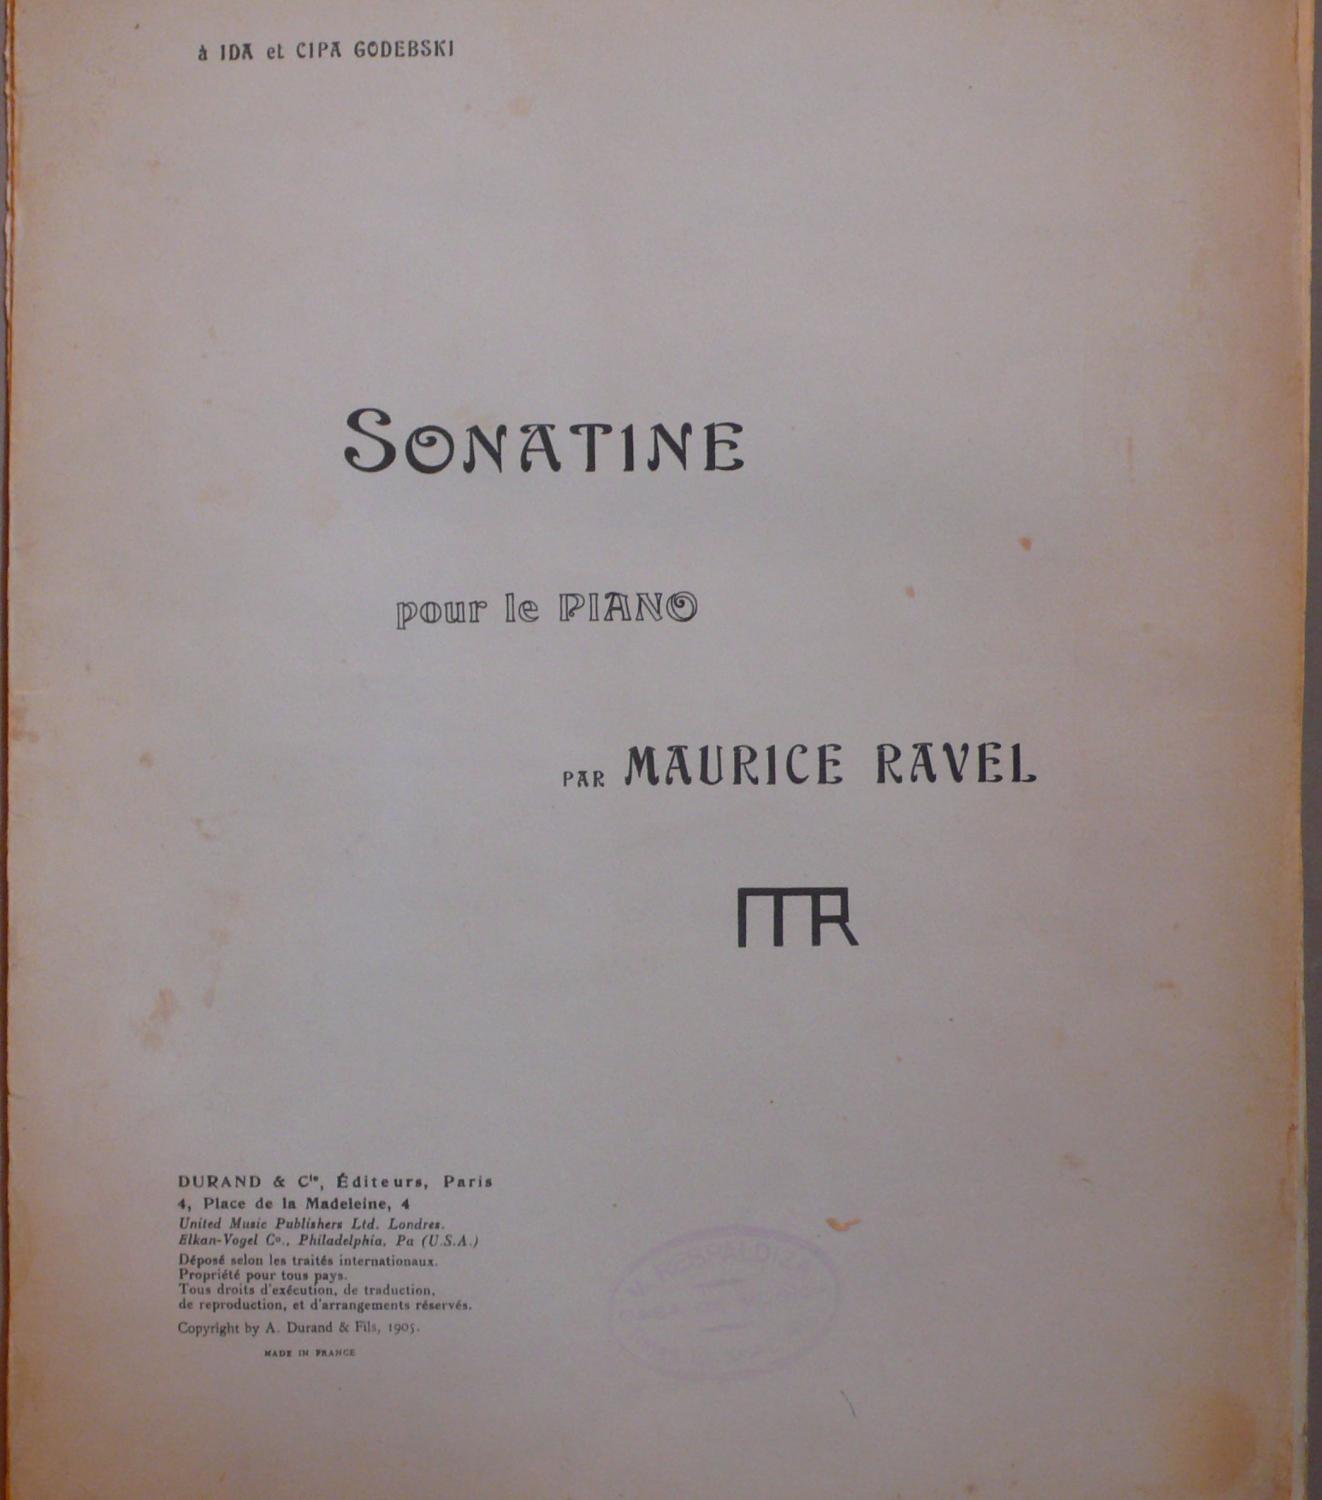 à IDA et CIPA GODEBSKI
SONATINE
pour le PIANO
PAR MAURICE RAVEL
MR
DURAND & Cie, Éditeurs, Paris
4, Place de la Madeleine, 4
United Music Publishers Ltd. Londres.
Elkan-Vogel Co., Philadelphia, Pa (U.S.A.)
Déposé selon les traités internationaux.
Propriété pour tous pays.
Tous droits d'exécution, de traduction,
de reproduction, et d'arrangements réservés.
Copyright by A. Durand & Fils, 1905.
MADE IN FRANCE